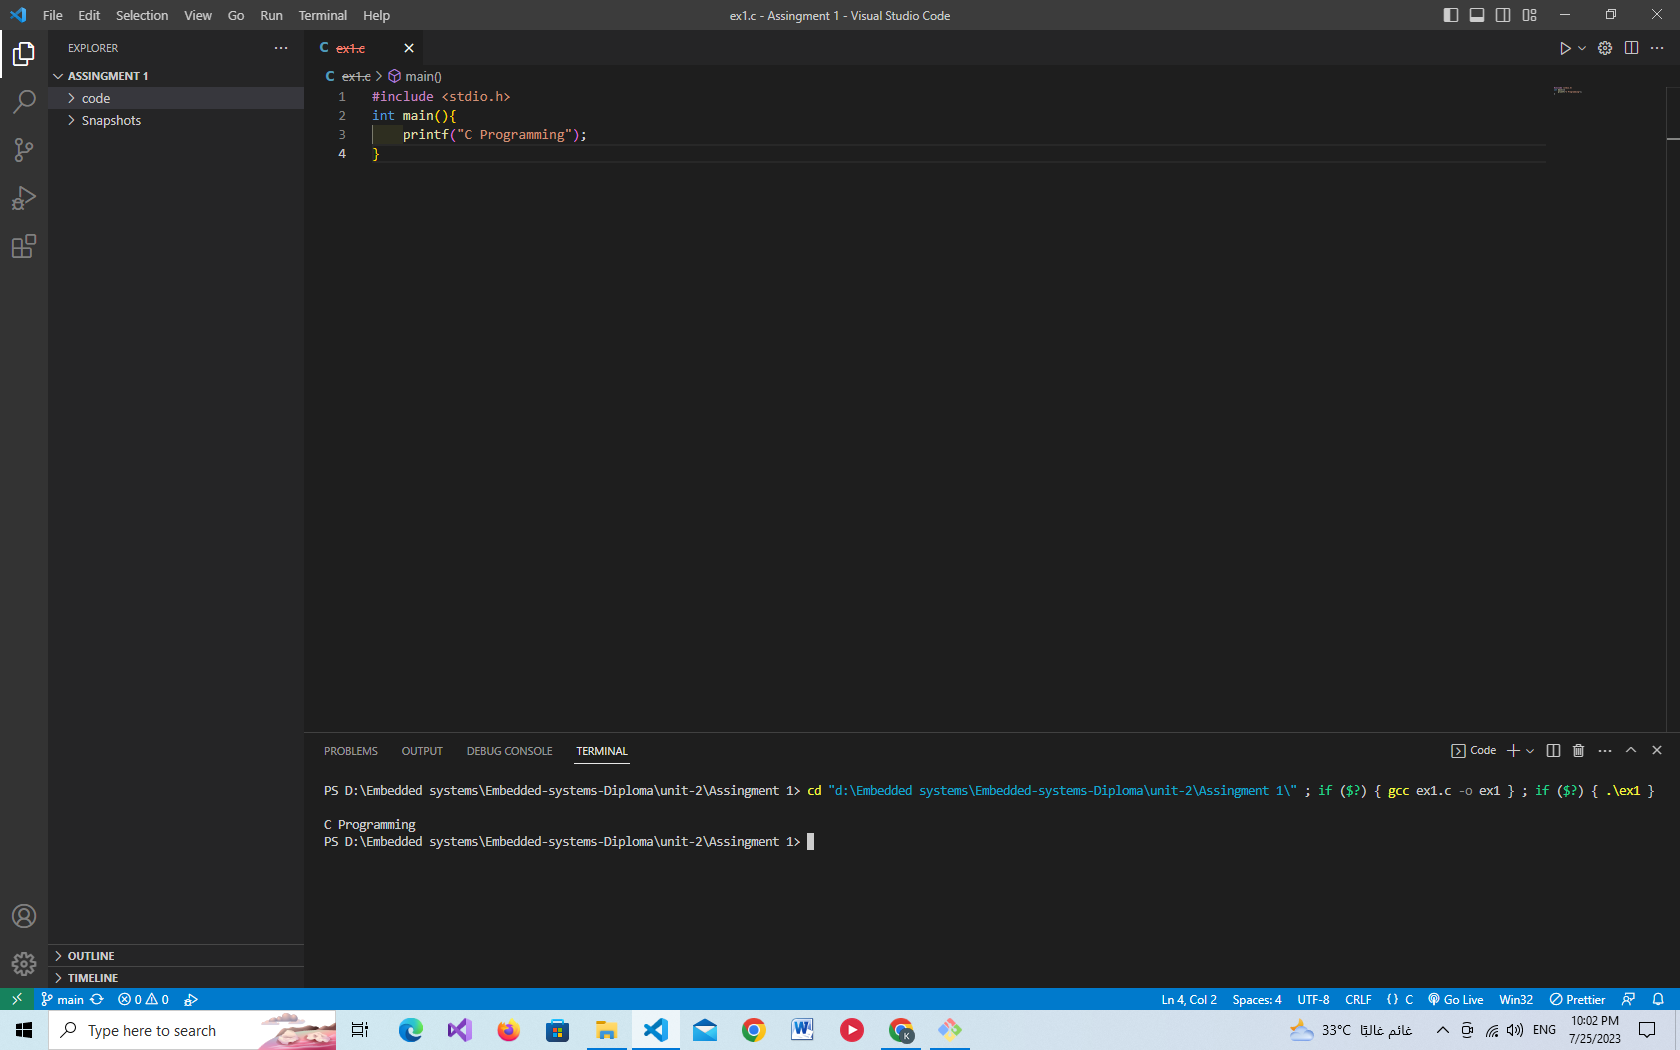 File Edit Selection View Go Run Terminal Help
ex1.c - Assingment 1 - Visual Studio Code
EXPLORER
ASSINGMENT 1
code
Snapshots
OUTLINE
TIMELINE
C ex1.c
C ex1.c > main()
1 #include <stdio.h>
2 int main(){
3     printf("C Programming");
4 }
PROBLEMS OUTPUT DEBUG CONSOLE TERMINAL
Code
PS D:\Embedded systems\Embedded-systems-Diploma\unit-2\Assingment 1> cd "d:\Embedded systems\Embedded-systems-Diploma\unit-2\Assingment 1\" ; if ($?) { gcc ex1.c -o ex1 } ; if ($?) { .\ex1 }
C Programming
PS D:\Embedded systems\Embedded-systems-Diploma\unit-2\Assingment 1>
main 0 0
Ln 4, Col 2 Spaces: 4 UTF-8 CRLF {} C Go Live Win32 Prettier
Type here to search
33°C غائم غالبًا
ENG
10:02 PM
7/25/2023